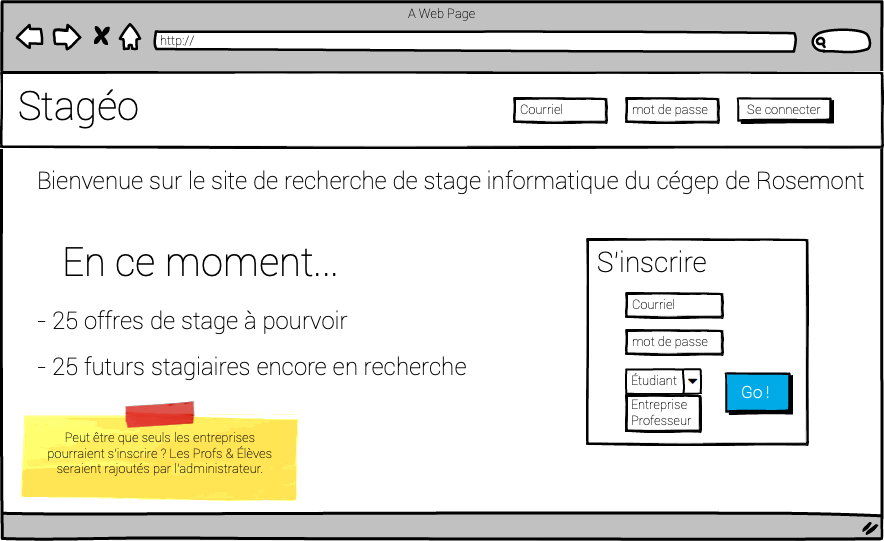 A Web Page
http://
Stagéo
Courriel
mot de passe
Se connecter
Bienvenue sur le site de recherche de stage informatique du cégep de Rosemont
En ce moment...
- 25 offres de stage à pourvoir
- 25 futurs stagiaires encore en recherche
S'inscrire
Courriel
mot de passe
Étudiant
Entreprise
Professeur
Go !
Peut être que seuls les entreprises
pourraient s'inscrire ? Les Profs & Élèves
seraient rajoutés par l'administrateur.